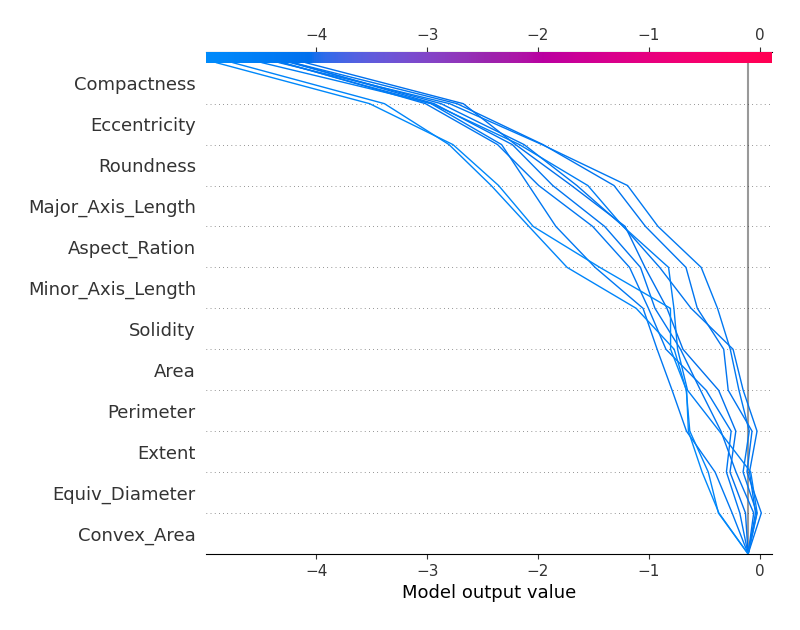 −4 −3 −2 −1 0
Compactness
Eccentricity
Roundness
Major_Axis_Length
Aspect_Ration
Minor_Axis_Length
Solidity
Area
Perimeter
Extent
Equiv_Diameter
Convex_Area
−4 −3 −2 −1 0
Model output value